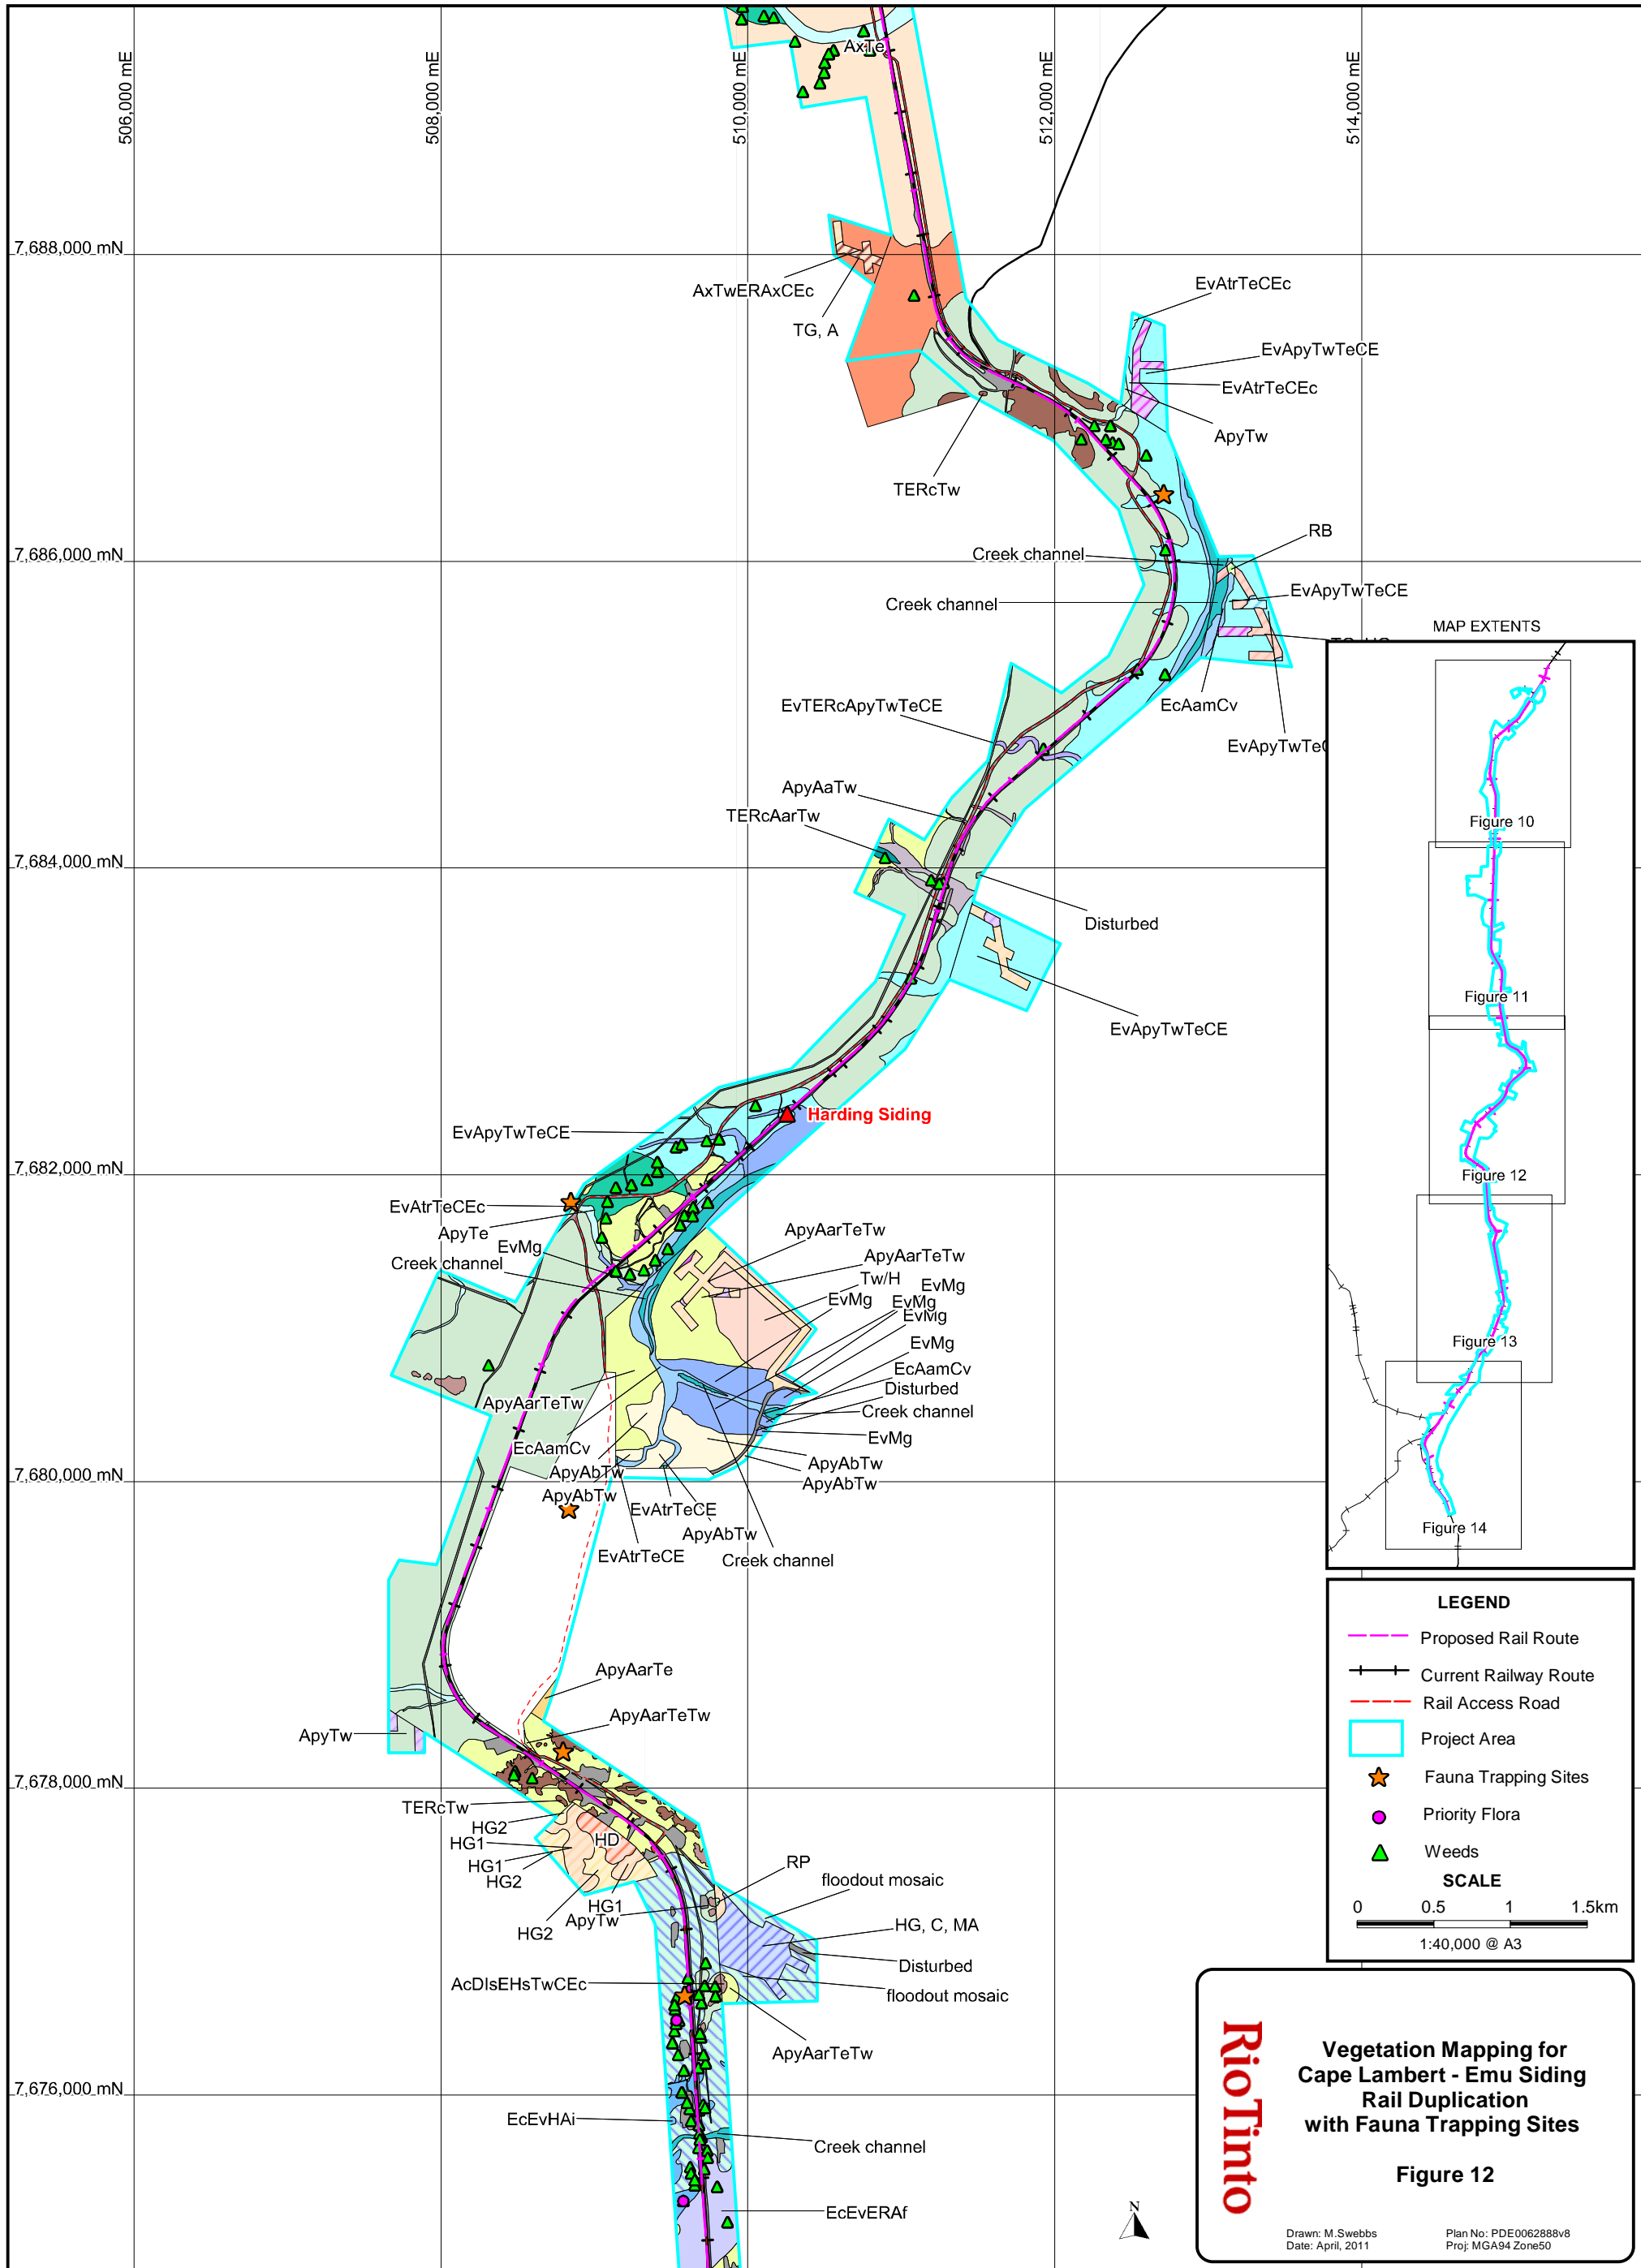 506,000 mE
508,000 mE
510,000 mE
512,000 mE
514,000 mE
AxTe
7,688,000 mN
AxTwERAxCEc
TG, A
EvAtrTeCEc
EvApyTwTeCE
EvAtrTeCEc
ApyTw
TERcTw
7,686,000 mN
RB
Creek channel
EvApyTwTeCE
Creek channel
EcAamCv
EvTERcApyTwTeCE
ApyAaTw
TERcAarTw
7,684,000 mN
Disturbed
EvApyTwTeCE
Harding Siding
EvApyTwTeCE
7,682,000 mN
EvAtrTeCEc
ApyTe
EvMg
Creek channel
ApyAarTeTw
ApyAarTeTw
Tw/H
EvMg
EvMg
EvMg
EvMg
EvMg
EcAamCv
Disturbed
Creek channel
EvMg
ApyAbTw
ApyAbTw
ApyAarTeTw
EcAamCv
ApyAbTw
ApyAbTw
7,680,000 mN
EvAtrTeCE
ApyAbTw
EvAtrTeCE
Creek channel
ApyAarTe
ApyAarTeTw
ApyTw
7,678,000 mN
TERcTw
HG2
HG1
HD
HG1
HG2
HG1
ApyTw
HG2
RP
floodout mosaic
HG, C, MA
Disturbed
AcDIsEHsTwCEc
floodout mosaic
ApyAarTeTw
7,676,000 mN
EcEvHAi
Creek channel
EcEvERAf
N
MAP EXTENTS
Figure 10
Figure 11
Figure 12
Figure 13
Figure 14
LEGEND
Proposed Rail Route
Current Railway Route
Rail Access Road
Project Area
Fauna Trapping Sites
Priority Flora
Weeds
SCALE
0 0.5 1 1.5km
1:40,000 @ A3
RioTinto
Vegetation Mapping for
Cape Lambert - Emu Siding
Rail Duplication
with Fauna Trapping Sites
Figure 12
Drawn: M.Swebbs
Date: April, 2011
Plan No: PDE0062888v8
Proj: MGA94 Zone50